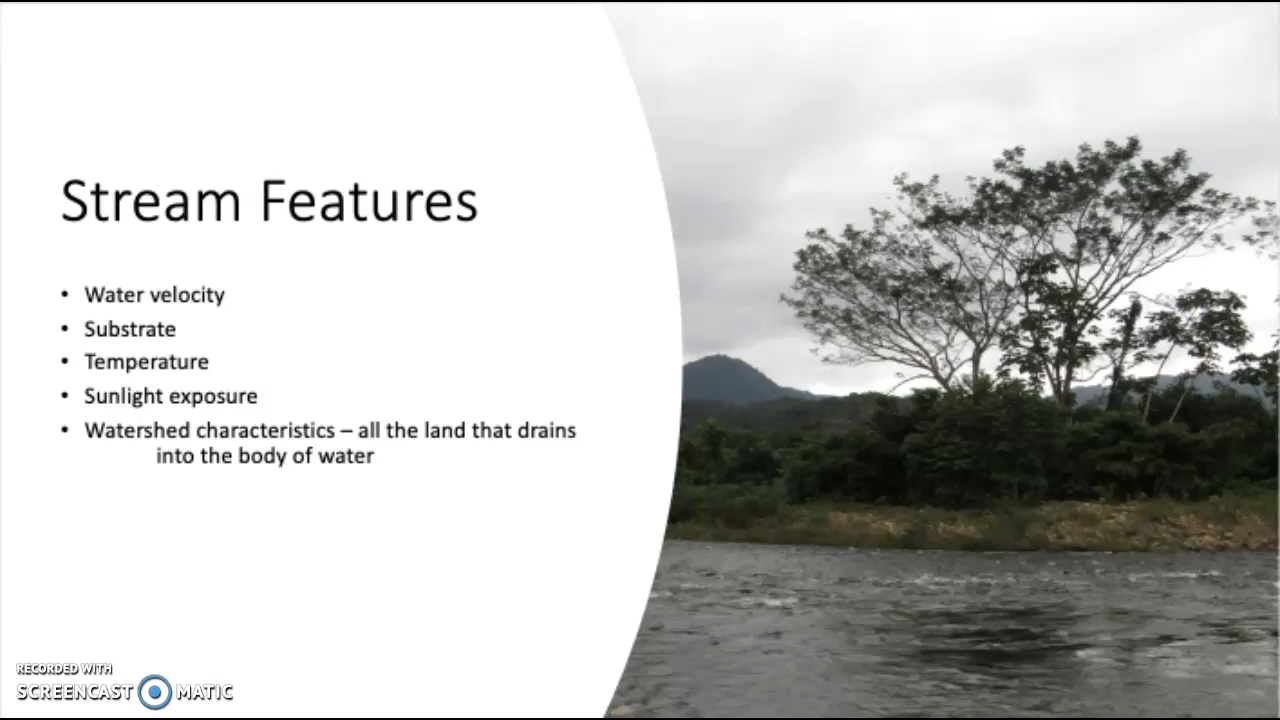 Stream Features
• Water velocity
• Substrate
• Temperature
• Sunlight exposure
• Watershed characteristics – all the land that drains
into the body of water
RECORDED WITH
SCREENCAST MATIC